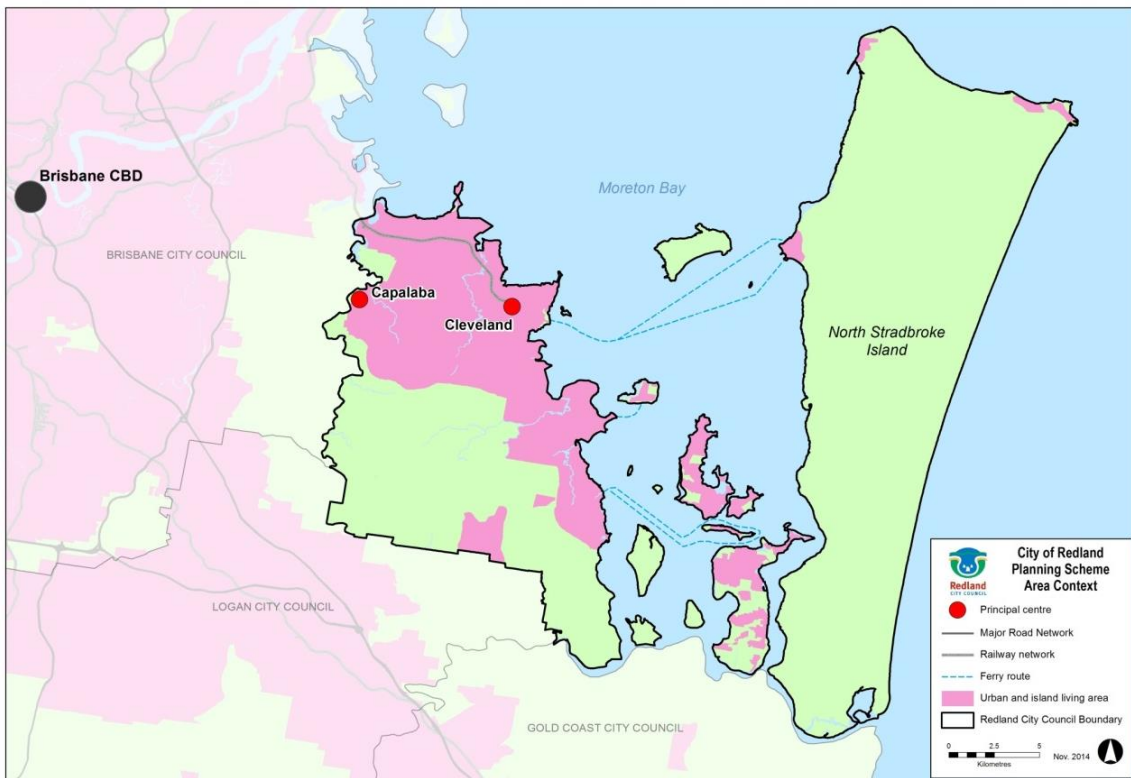 Brisbane CBD
Moreton Bay
BRISBANE CITY COUNCIL
Capalaba
Cleveland
North Stradbroke
Island
LOGAN CITY COUNCIL
GOLD COAST CITY COUNCIL
Redland
CITY COUNCIL
City of Redland
Planning Scheme
Area Context
Principal centre
Major Road Network
Railway network
Ferry route
Urban and island living area
Redland City Council Boundary
0 2.5 5
Kilometres
Nov. 2014